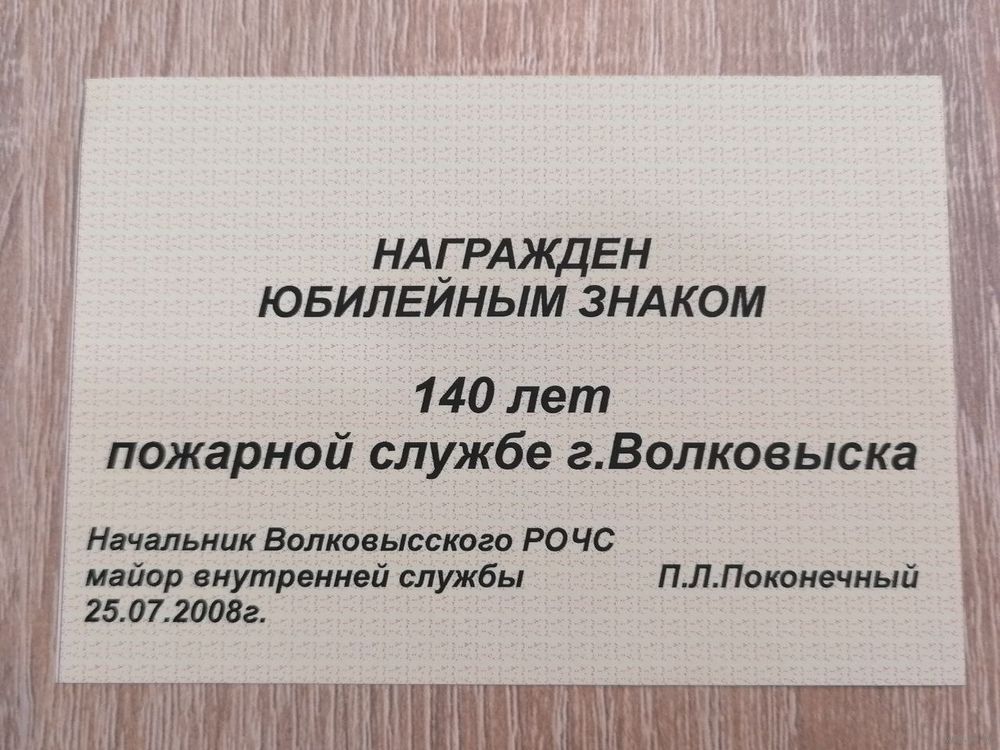 НАГРАЖДЕН
ЮБИЛЕЙНЫМ ЗНАКОМ
140 лет
пожарной службе г.Волковыска
Начальник Волковысского РОЧС
майор внутренней службы П.Л.Поконечный
25.07.2008г.